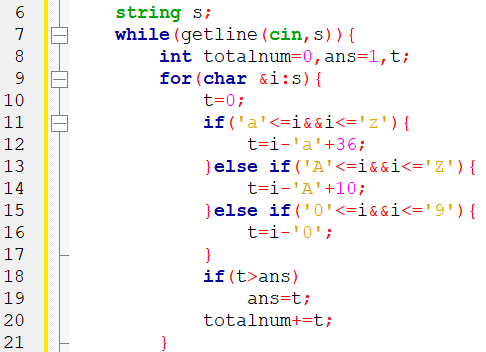 6 string s;
7 while(getline(cin,s)){
8 int totalnum=0,ans=1,t;
9 for(char &i:s){
10 t=0;
11 if('a'<=i&&i<='z'){
12 t=i-'a'+36;
13 }else if('A'<=i&&i<='Z'){
14 t=i-'A'+10;
15 }else if('0'<=i&&i<='9'){
16 t=i-'0';
17 }
18 if(t>ans)
19 ans=t;
20 totalnum+=t;
21 }